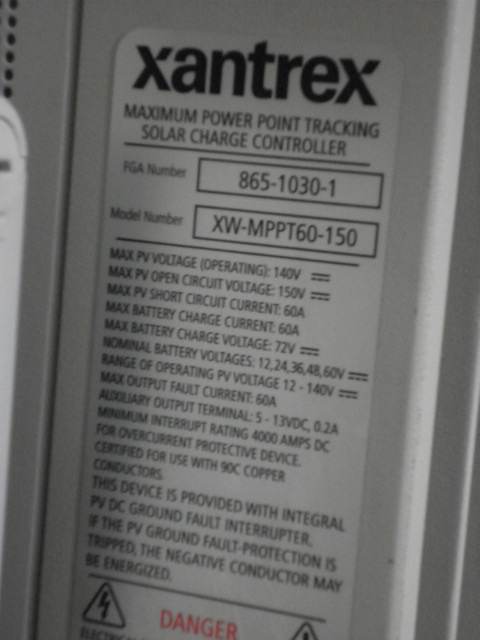 xantrex
MAXIMUM POWER POINT TRACKING
SOLAR CHARGE CONTROLLER
FGA Number 865-1030-1
Model Number XW-MPPT60-150
MAX PV VOLTAGE (OPERATING): 140V
MAX PV OPEN CIRCUIT VOLTAGE: 150V
MAX PV SHORT CIRCUIT CURRENT: 60A
MAX BATTERY CHARGE CURRENT: 60A
MAX BATTERY CHARGE VOLTAGE: 72V
NOMINAL BATTERY VOLTAGES: 12,24,36,48,60V
RANGE OF OPERATING PV VOLTAGE 12 - 140V
MAX OUTPUT FAULT CURRENT: 60A
AUXILIARY OUTPUT TERMINAL: 5 - 13VDC, 0.2A
MINIMUM INTERRUPT RATING 4000 AMPS DC
FOR OVERCURRENT PROTECTIVE DEVICE.
CERTIFIED FOR USE WITH 90C COPPER
CONDUCTORS.
THIS DEVICE IS PROVIDED WITH INTEGRAL
PV DC GROUND FAULT INTERRUPTER.
IF THE PV GROUND FAULT-PROTECTION IS
TRIPPED, THE NEGATIVE CONDUCTOR MAY
BE ENERGIZED.
DANGER